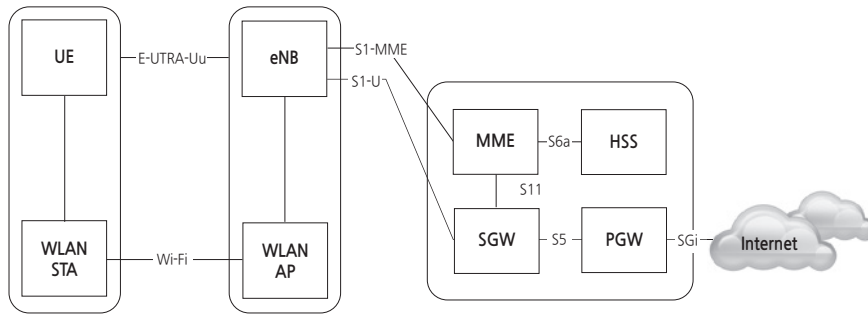 UE
E-UTRA-Uu
eNB
S1-MME
S1-U
MME
S6a
HSS
S11
WLAN
STA
Wi-Fi
WLAN
AP
SGW
S5
PGW
SGi
Internet